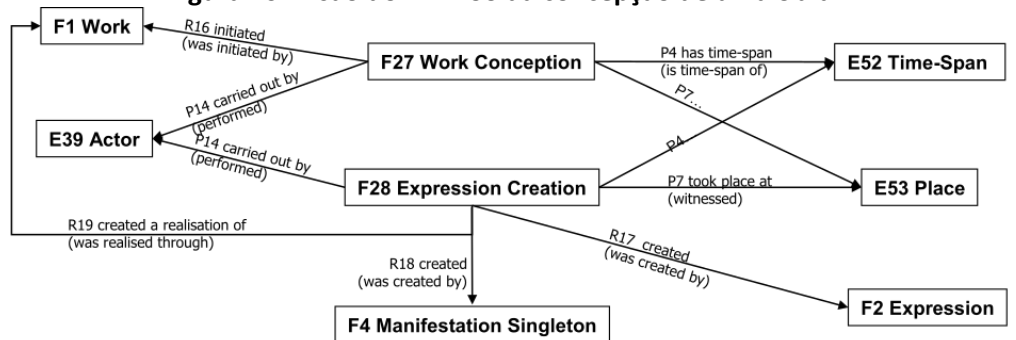 F1 Work
R16 initiated
(was initiated by)
F27 Work Conception
P4 has time-span
(is time-span of)
E52 Time-Span
P14 carried out by
(performed)
P7...
E39 Actor
P14 carried out by
(performed)
P4
F28 Expression Creation
P7 took place at
(witnessed)
E53 Place
R19 created a realisation of
(was realised through)
R18 created
(was created by)
R17 created
(was created by)
F2 Expression
F4 Manifestation Singleton